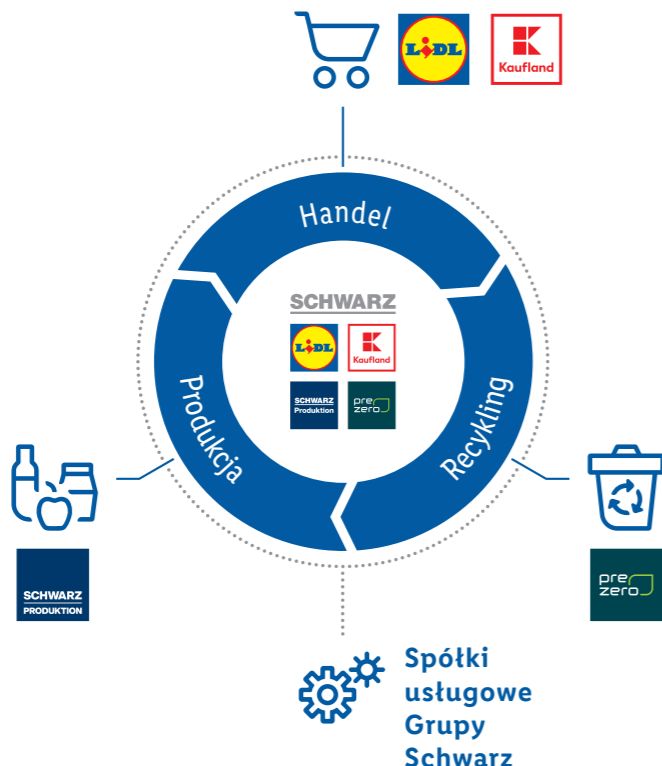 LiDL
Kaufland
Handel
SCHWARZ
LiDL
Kaufland
SCHWARZ
Produktion
pre
zero
Produkcja
Recykling
SCHWARZ
PRODUKTION
pre
zero
Spółki
usługowe
Grupy
Schwarz